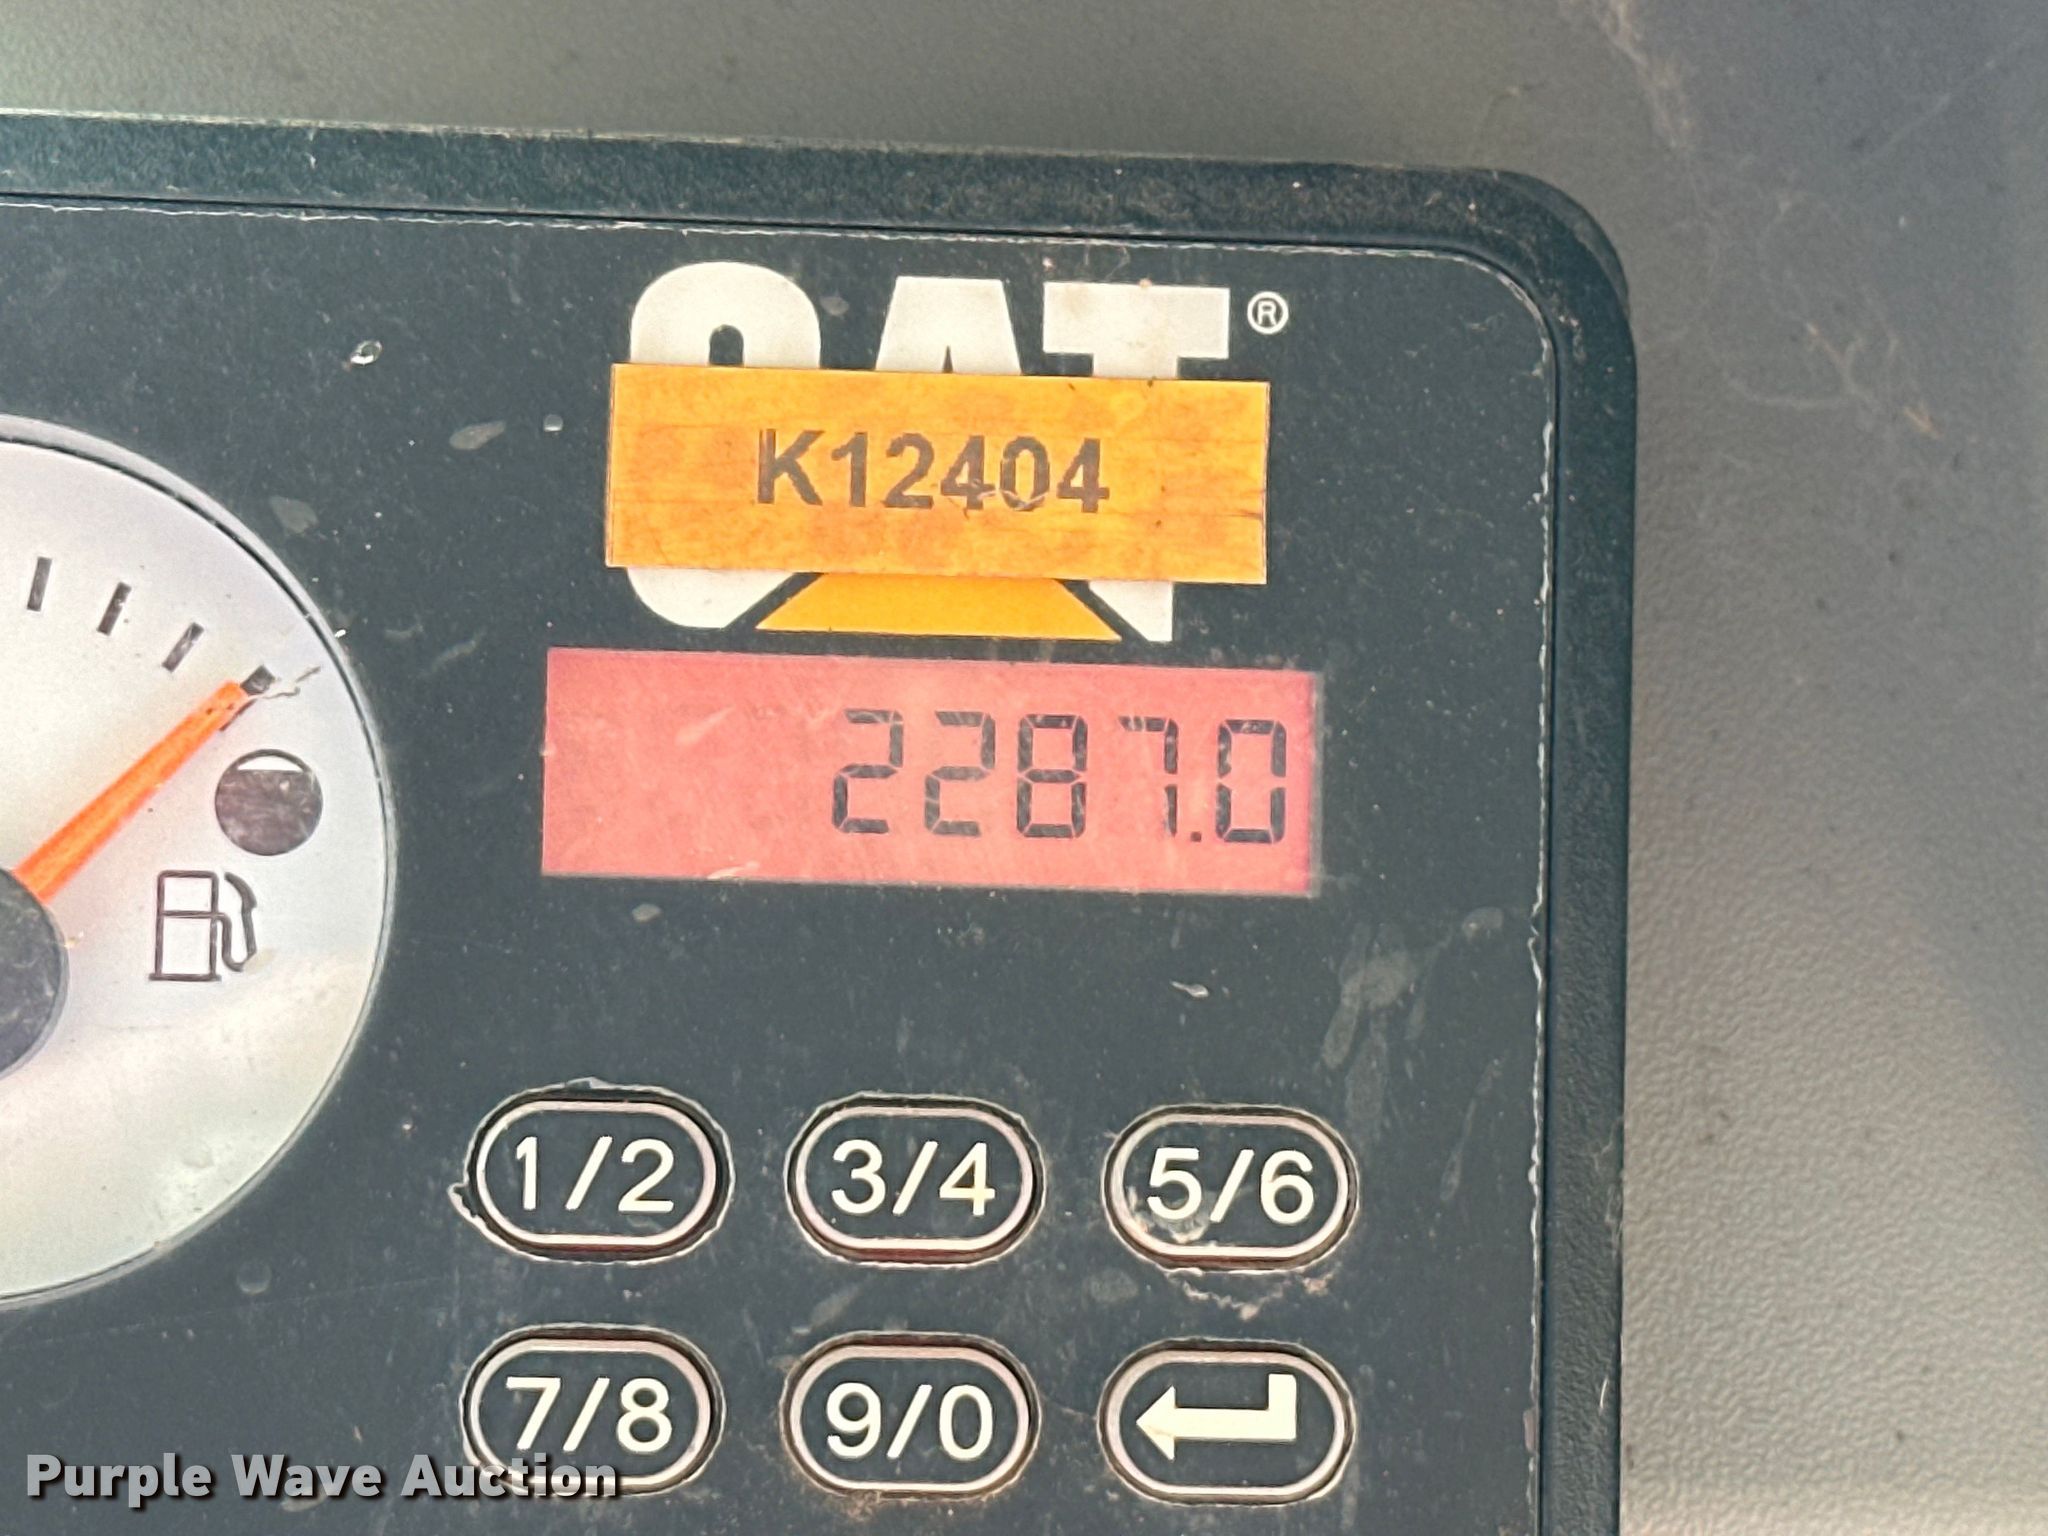 CAT®
K12404
2287.0
1/2 3/4 5/6
7/8 9/0
Purple Wave Auction